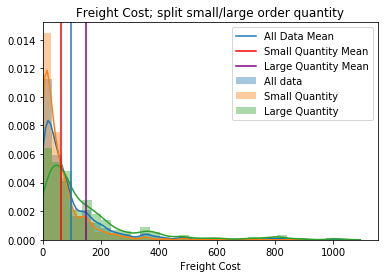 Freight Cost; split small/large order quantity
0.014
0.012
0.010
0.008
0.006
0.004
0.002
0.000
All Data Mean
Small Quantity Mean
Large Quantity Mean
All data
Small Quantity
Large Quantity
0 200 400 600 800 1000
Freight Cost